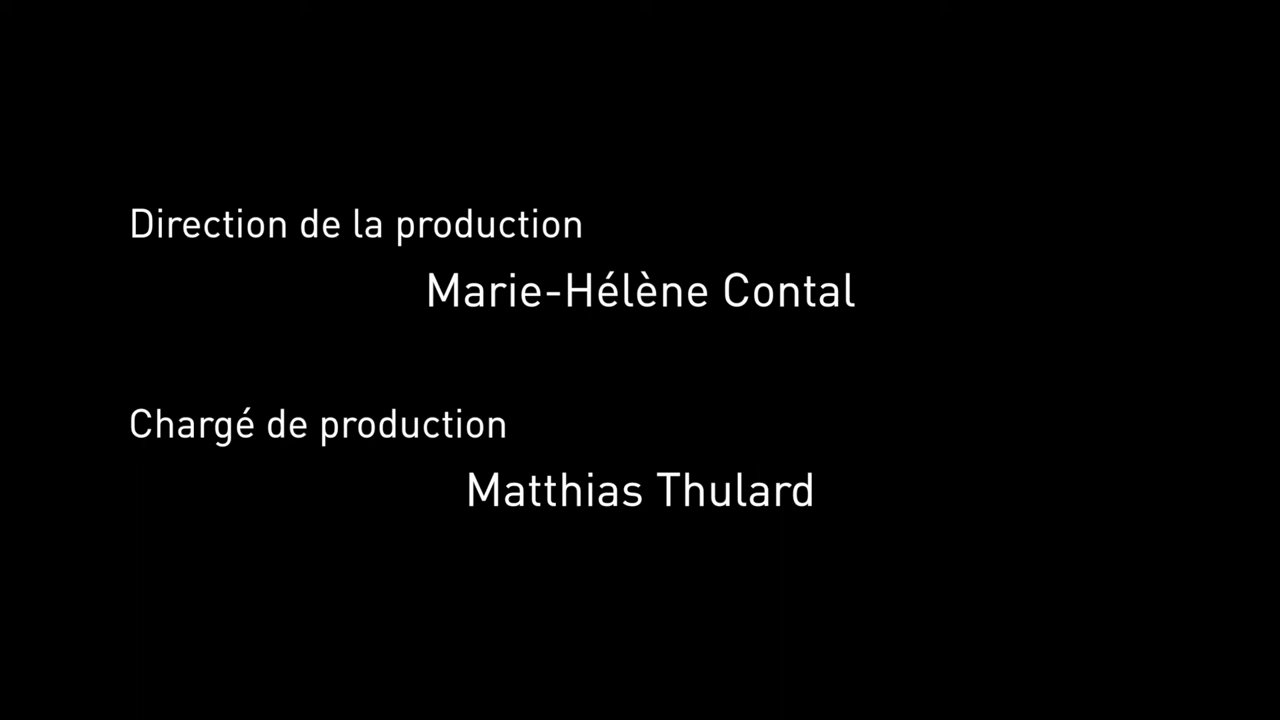 Direction de la production
Marie-Hélène Contal
Chargé de production
Matthias Thulard